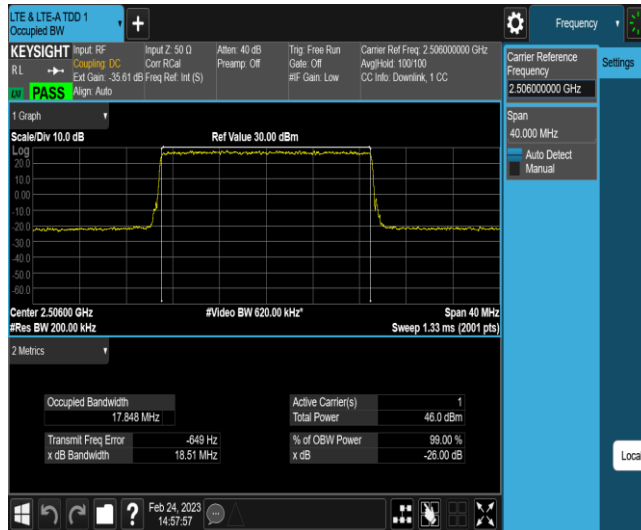 LTE & LTE-A TDD 1
Occupied BW
Frequency
KEYSIGHT
RL
PASS
Input: RF
Coupling: DC
Ext Gain: -35.61 dB
Align: Auto
Input Z: 50 Ω
Corr RCal
Freq Ref: Int (S)
Atten: 40 dB
Preamp: Off
Trig: Free Run
Gate: Off
#IF Gain: Low
Carrier Ref Freq: 2.506000000 GHz
Avg|Hold: 100/100
CC Info: Downlink, 1 CC
Carrier Reference
Frequency
2.506000000 GHz
Span
40.000 MHz
Auto Detect
Manual
Settings
1 Graph
Scale/Div 10.0 dB
Ref Value 30.00 dBm
Log
20.0
10.0
0.00
-10.0
-20.0
-30.0
-40.0
-50.0
-60.0
Center 2.50600 GHz
#Video BW 620.00 kHz*
Span 40 MHz
#Res BW 200.00 kHz
Sweep 1.33 ms (2001 pts)
2 Metrics
Occupied Bandwidth
17.848 MHz
Active Carrier(s) 1
Total Power 46.0 dBm
Transmit Freq Error -649 Hz
x dB Bandwidth 18.51 MHz
% of OBW Power 99.00 %
x dB -26.00 dB
Local
Feb 24, 2023
14:57:57